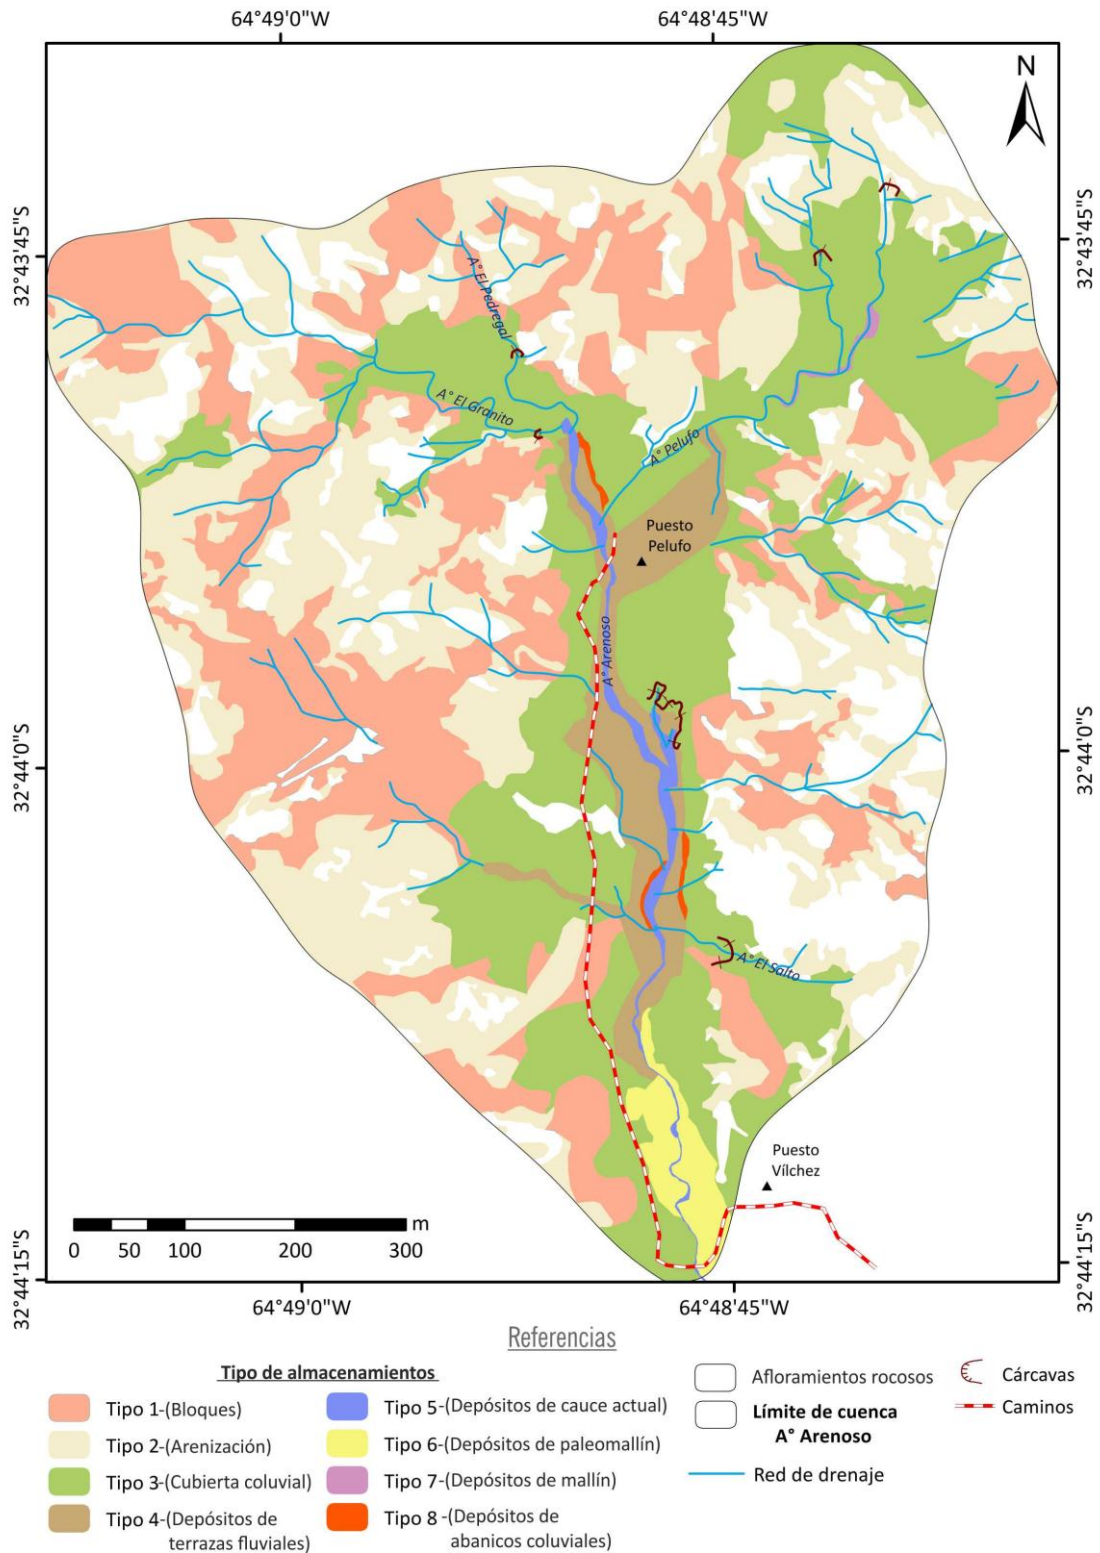 64°49'0"W 64°48'45"W
N
32°43'45"S 32°43'45"S
A° El Pedregal
A° El Granito
A° Pelufo
Puesto
Pelufo
A° Arenoso
32°44'0"S 32°44'0"S
A° El Salto
Puesto
Vílchez
m
0 50 100 200 300
32°44'15"S 32°44'15"S
64°49'0"W 64°48'45"W
Referencias
Tipo de almacenamientos
Tipo 1-(Bloques)
Tipo 2-(Arenización)
Tipo 3-(Cubierta coluvial)
Tipo 4-(Depósitos de
terrazas fluviales)
Tipo 5-(Depósitos de cauce actual)
Tipo 6-(Depósitos de paleomallín)
Tipo 7-(Depósitos de mallín)
Tipo 8 -(Depósitos de
abanicos coluviales)
Afloramientos rocosos
Límite de cuenca
A° Arenoso
Red de drenaje
Cárcavas
Caminos